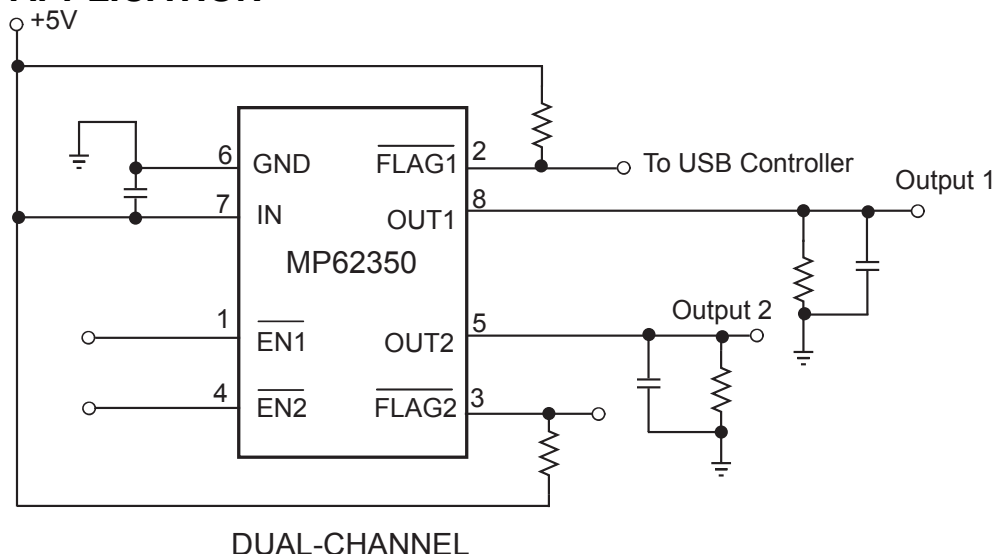 +5V
6
GND
FLAG1
2
To USB Controller
7
IN
OUT1
8
Output 1
MP62350
Output 2
1
EN1
OUT2
5
4
EN2
FLAG2
3
DUAL-CHANNEL